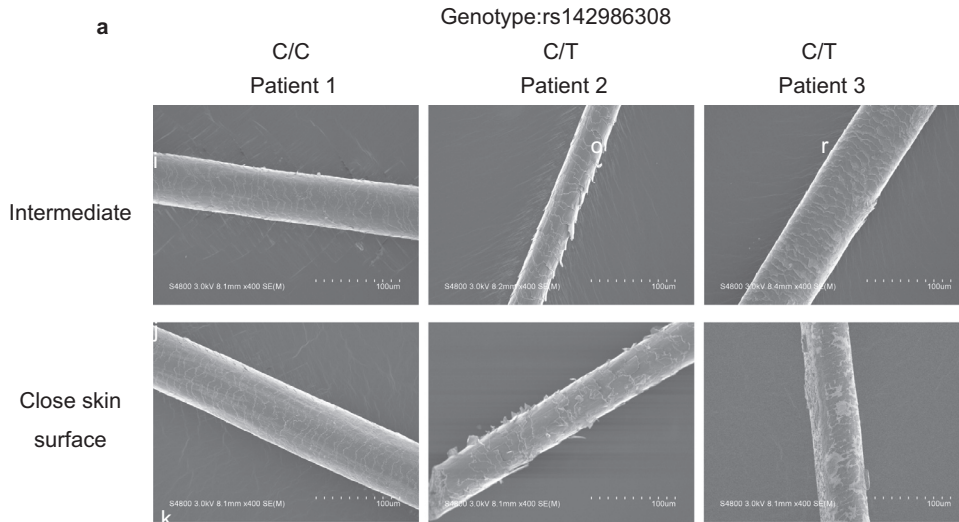 a
Genotype:rs142986308
C/C C/T C/T
Patient 1 Patient 2 Patient 3
Intermediate
i
o
r
S4800 3.0kV 8.1mm x400 SE(M) 100um
S4800 3.0kV 8.2mm x400 SE(M) 100um
S4800 3.0kV 8.4mm x400 SE(M) 100um
Close skin
surface
j
S4800 3.0kV 8.1mm x400 SE(M) 100um
S4800 3.0kV 8.1mm x400 SE(M) 100um
S4800 3.0kV 8.1mm x400 SE(M) 100um
k